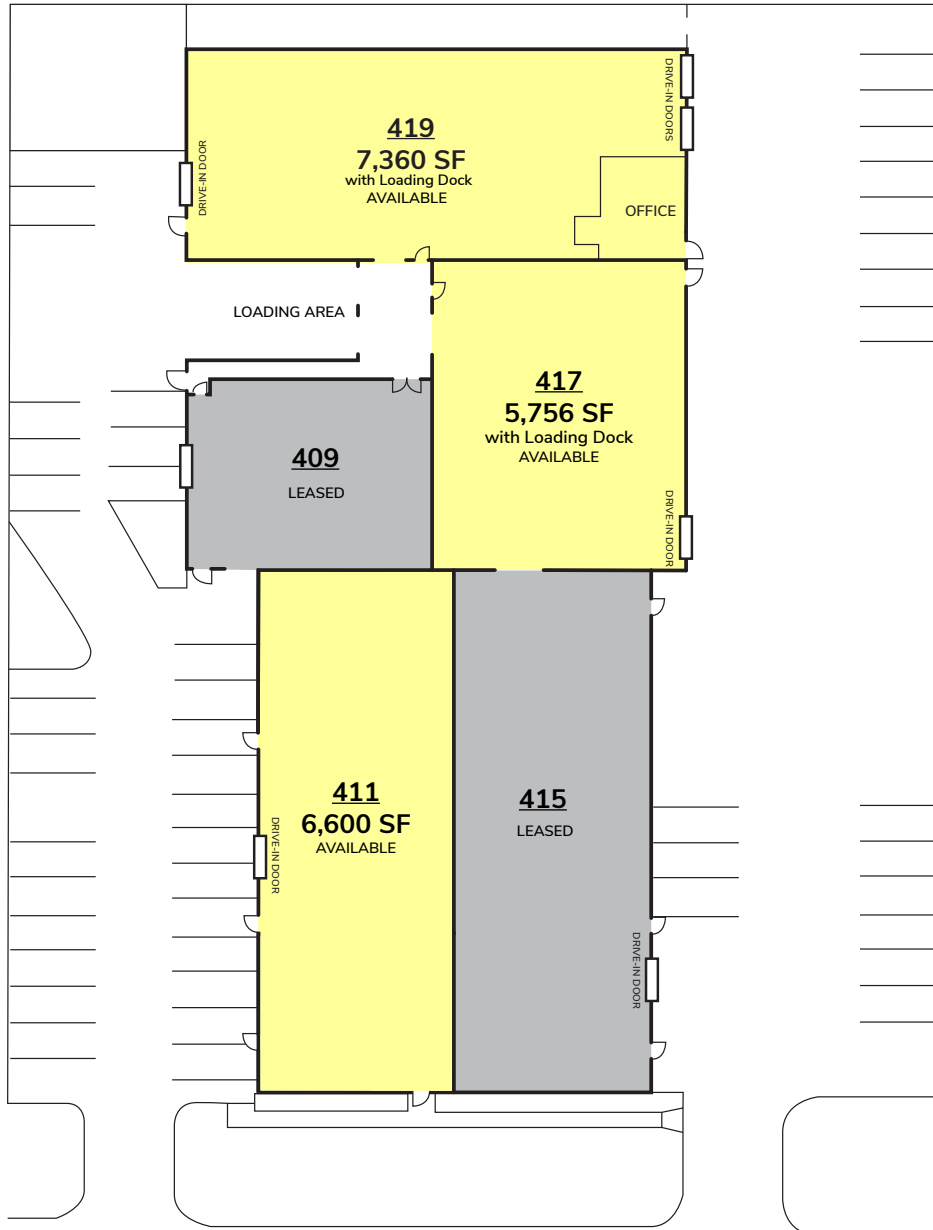 DRIVE-IN DOORS
419
7,360 SF
with Loading Dock
AVAILABLE
DRIVE-IN DOOR
OFFICE
LOADING AREA
417
5,756 SF
with Loading Dock
AVAILABLE
409
LEASED
DRIVE-IN DOOR
411
6,600 SF
AVAILABLE
415
LEASED
DRIVE-IN DOOR
DRIVE-IN DOOR